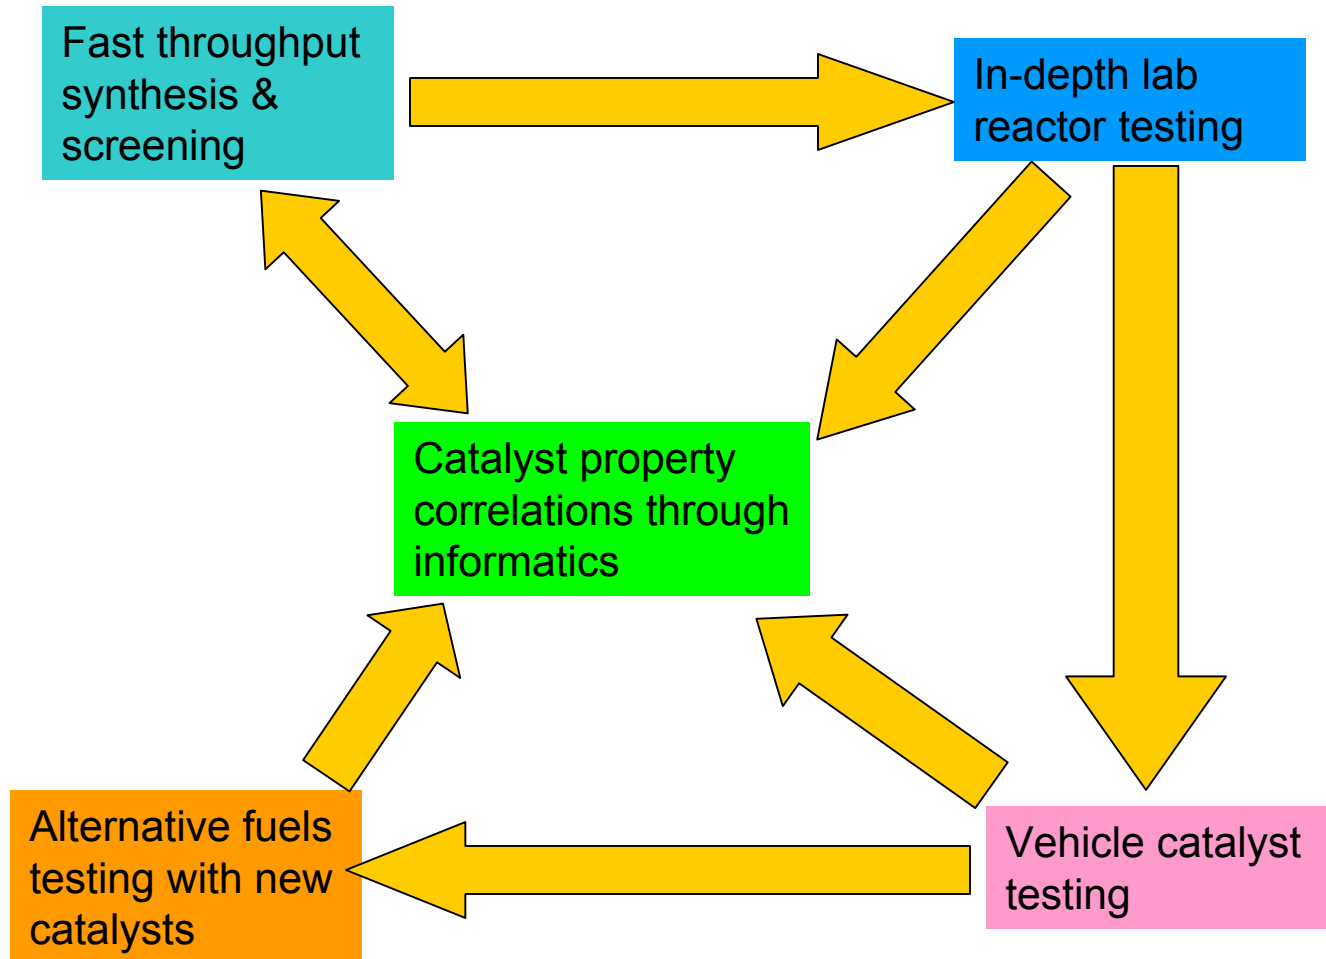 Fast throughput
synthesis &
screening
In-depth lab
reactor testing
Catalyst property
correlations through
informatics
Alternative fuels
testing with new
catalysts
Vehicle catalyst
testing